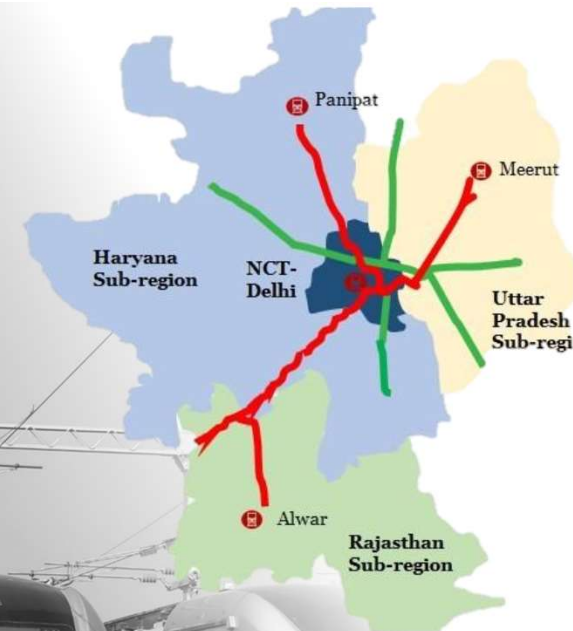 Panipat
Meerut
Haryana
Sub-region
NCT-
Delhi
Uttar
Pradesh
Sub-regi
Alwar
Rajasthan
Sub-region